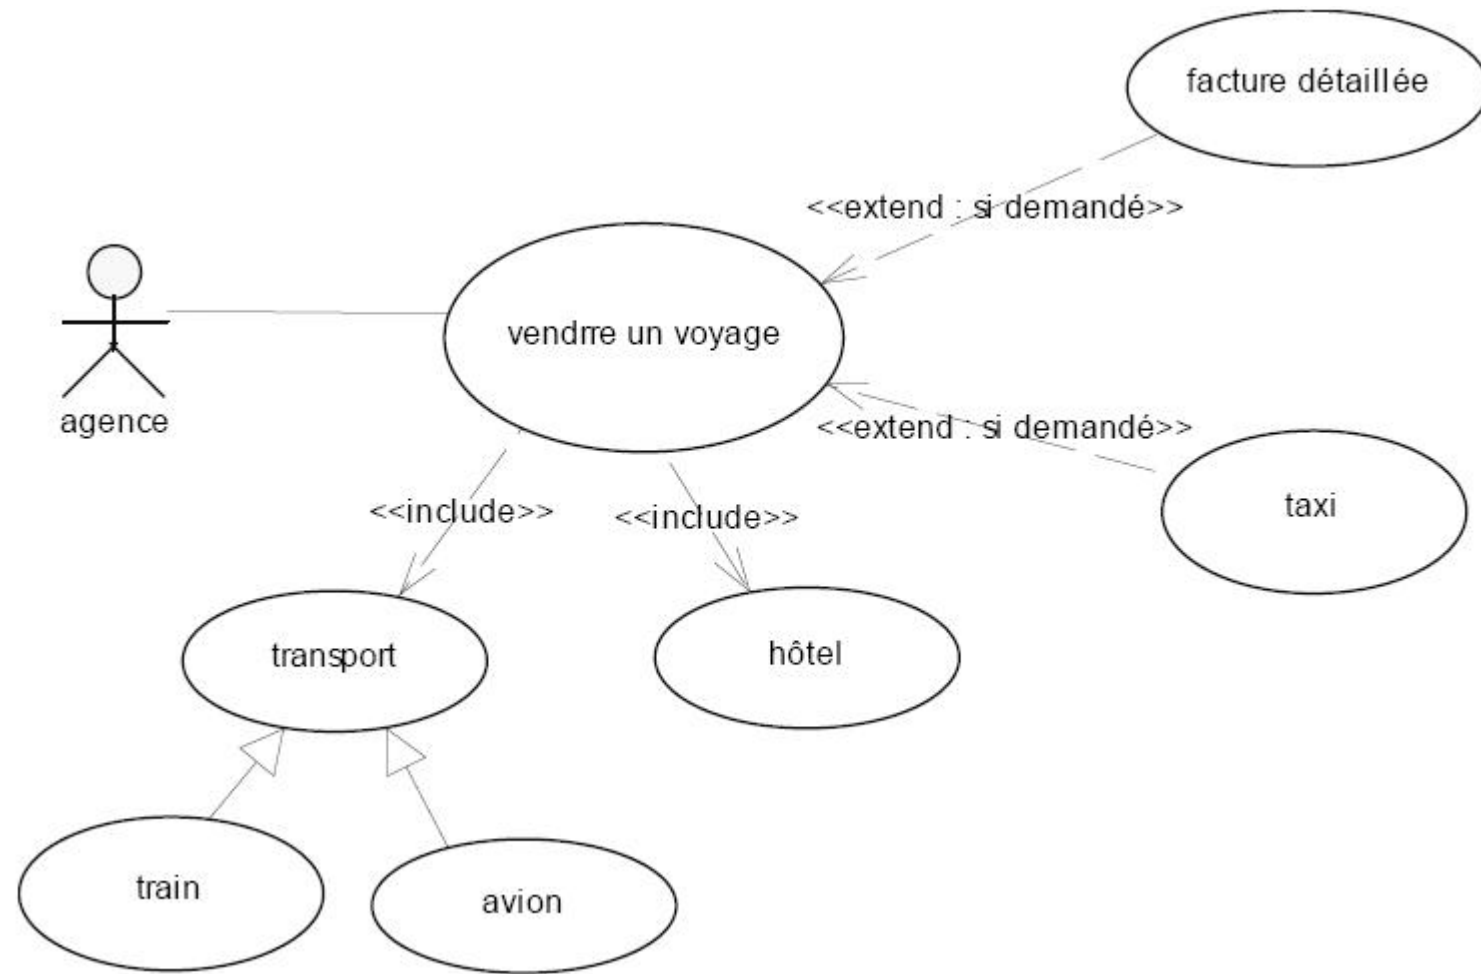 facture détaillée
<<extend : si demandé>>
vendrre un voyage
agence
<<extend : si demandé>>
taxi
<<include>>
<<include>>
transport
hôtel
train
avion